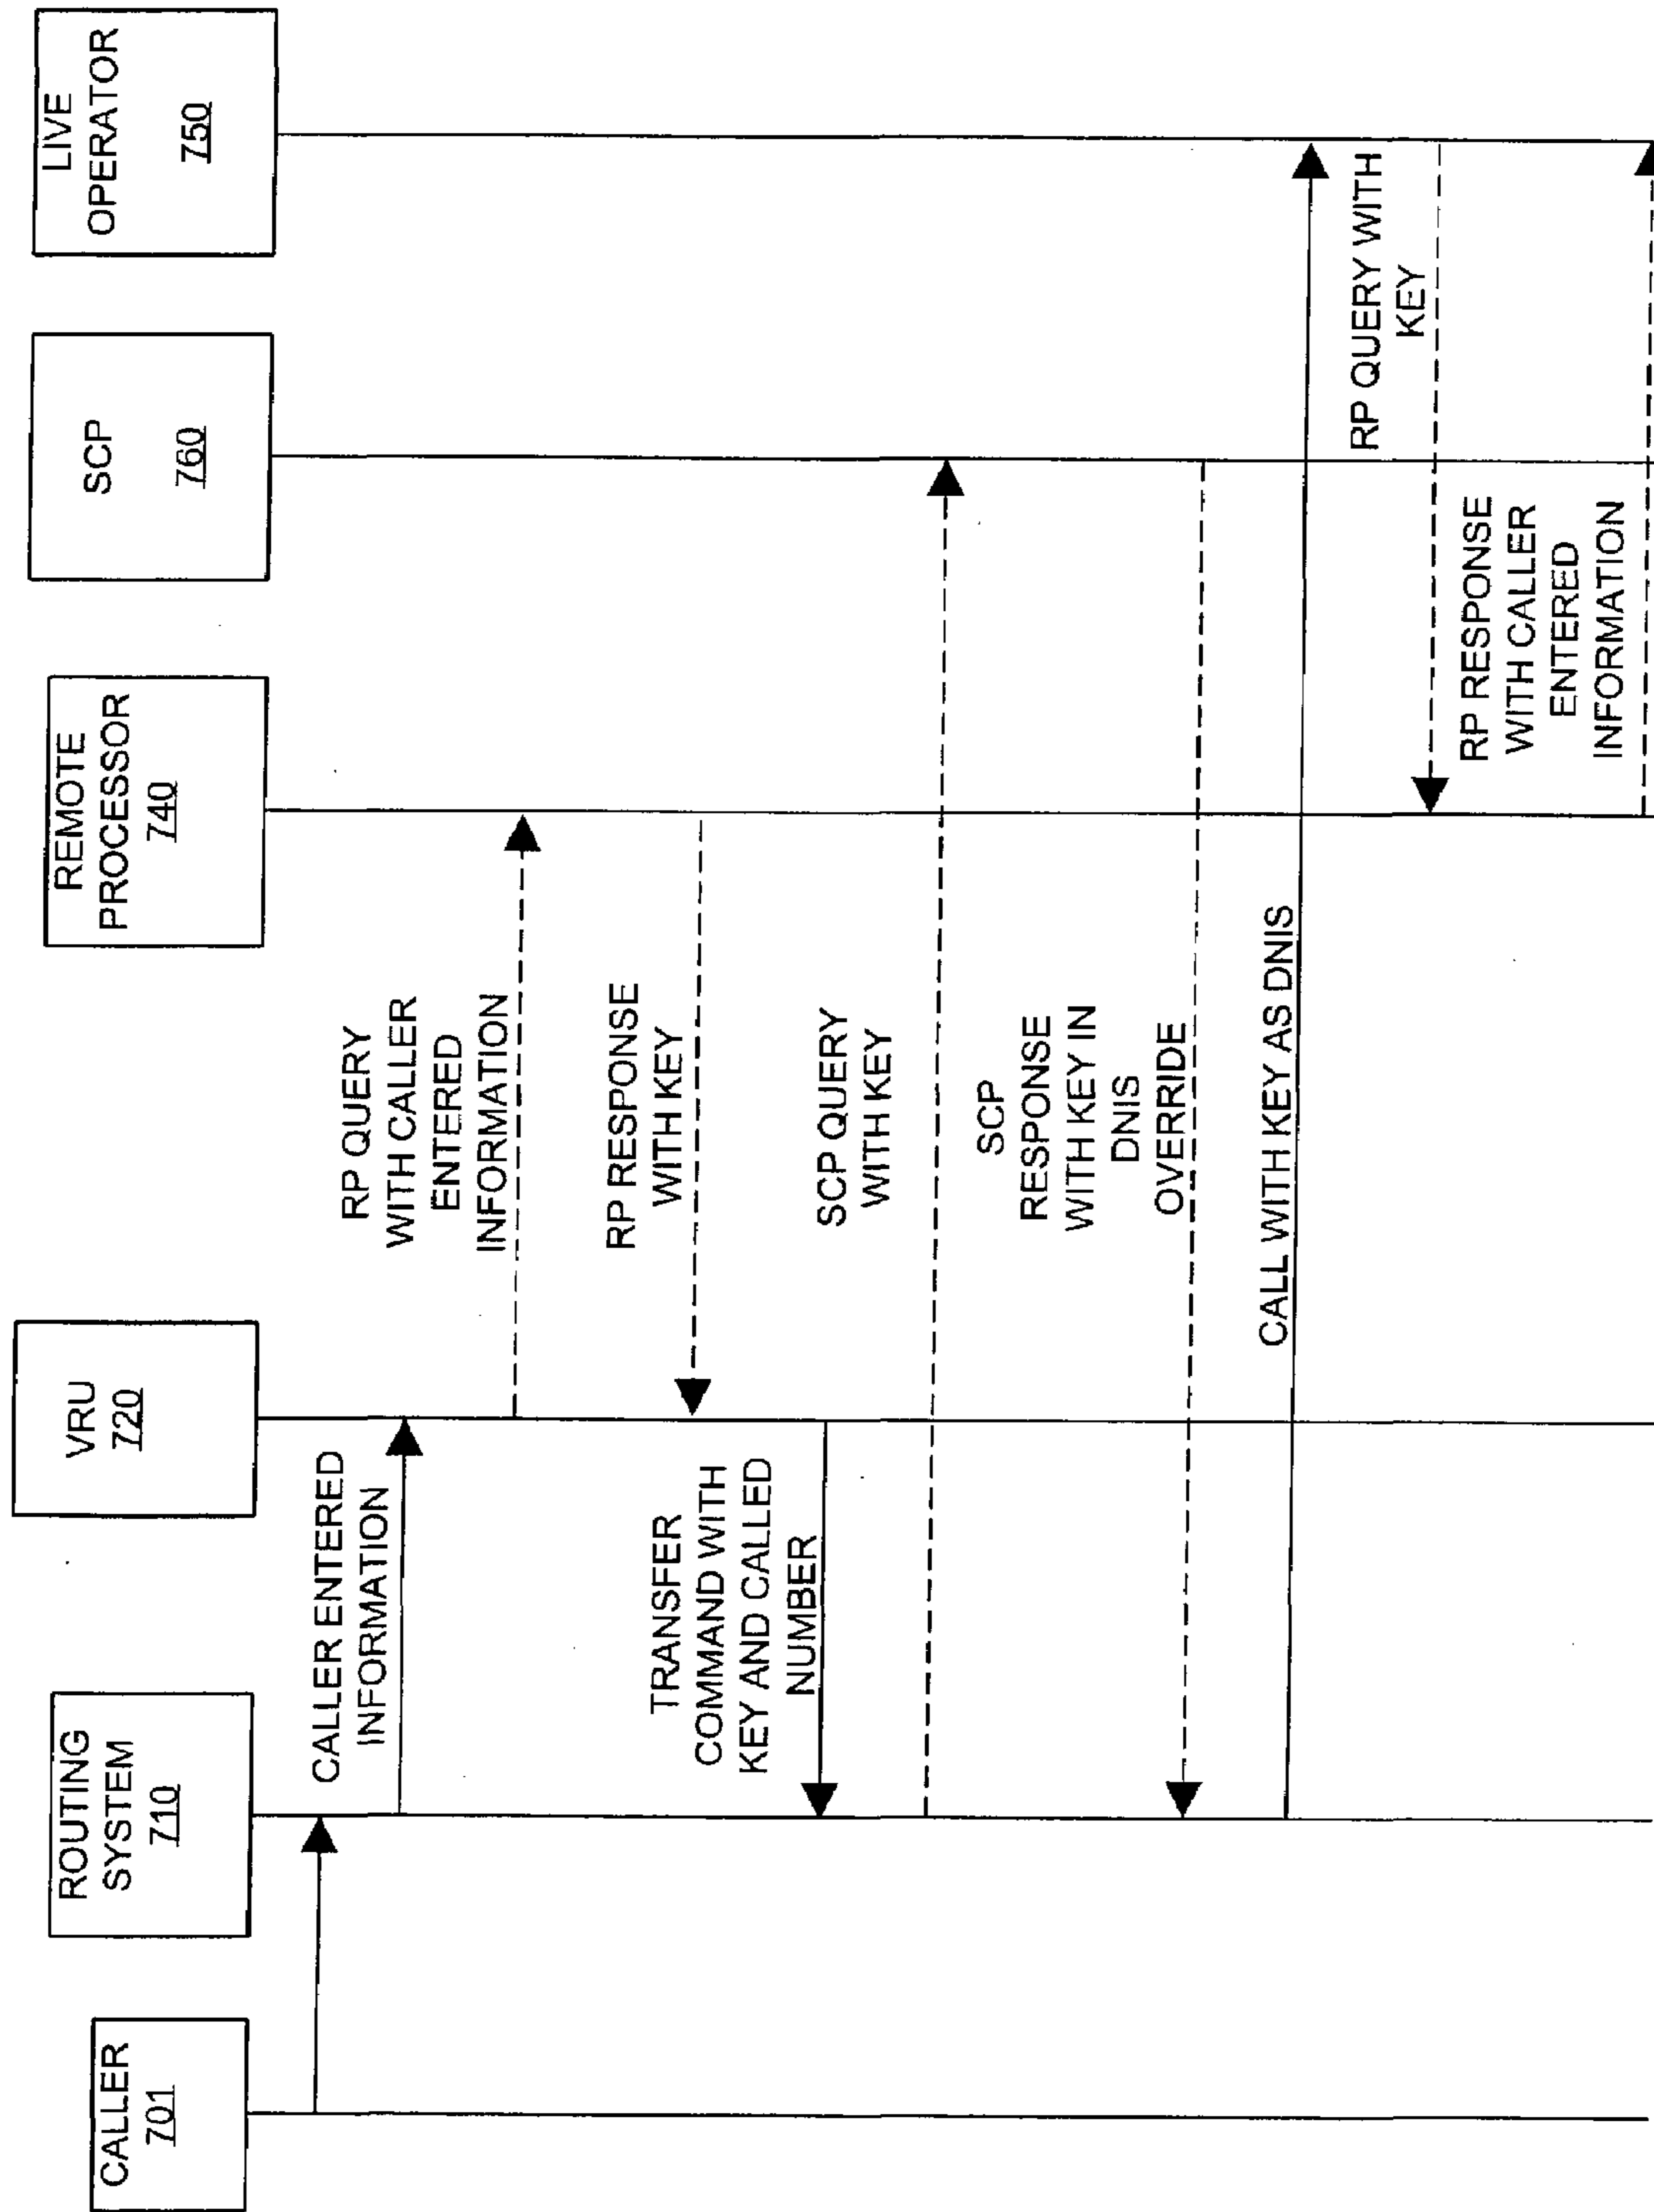 CALLER
701
ROUTING
SYSTEM
710
VRU
720
REMOTE
PROCESSOR
740
SCP
760
LIVE
OPERATOR
750
CALLER ENTERED
INFORMATION
RP QUERY
WITH CALLER
ENTERED
INFORMATION
RP RESPONSE
WITH KEY
TRANSFER
COMMAND WITH
KEY AND CALLED
NUMBER
SCP QUERY
WITH KEY
SCP
RESPONSE
WITH KEY IN
DNIS
OVERRIDE
CALL WITH KEY AS DNIS
RP QUERY WITH
KEY
RP RESPONSE
WITH CALLER
ENTERED
INFORMATION